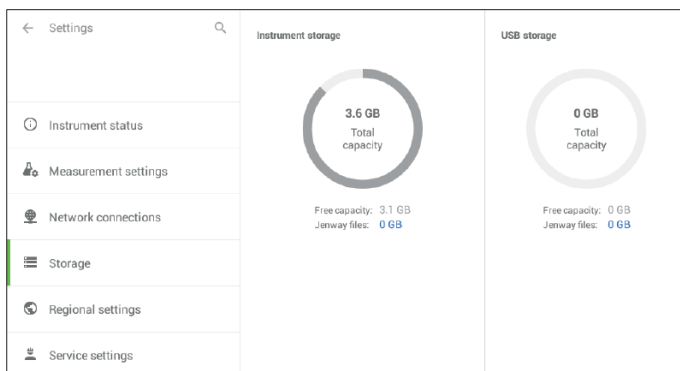 Settings
Instrument status
Measurement settings
Network connections
Storage
Regional settings
Service settings
Instrument storage
3.6 GB
Total
capacity
Free capacity: 3.1 GB
Jenway files: 0 GB
USB storage
0 GB
Total
capacity
Free capacity: 0 GB
Jenway files: 0 GB